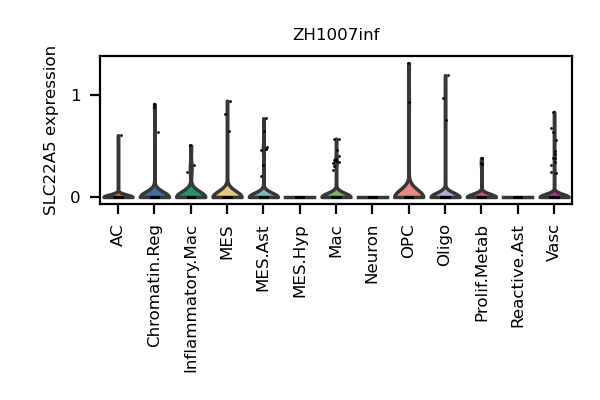 ZH1007inf
SLC22A5 expression
1
0
AC
Chromatin.Reg
Inflammatory.Mac
MES
MES.Ast
MES.Hyp
Mac
Neuron
OPC
Oligo
Prolif.Metab
Reactive.Ast
Vasc